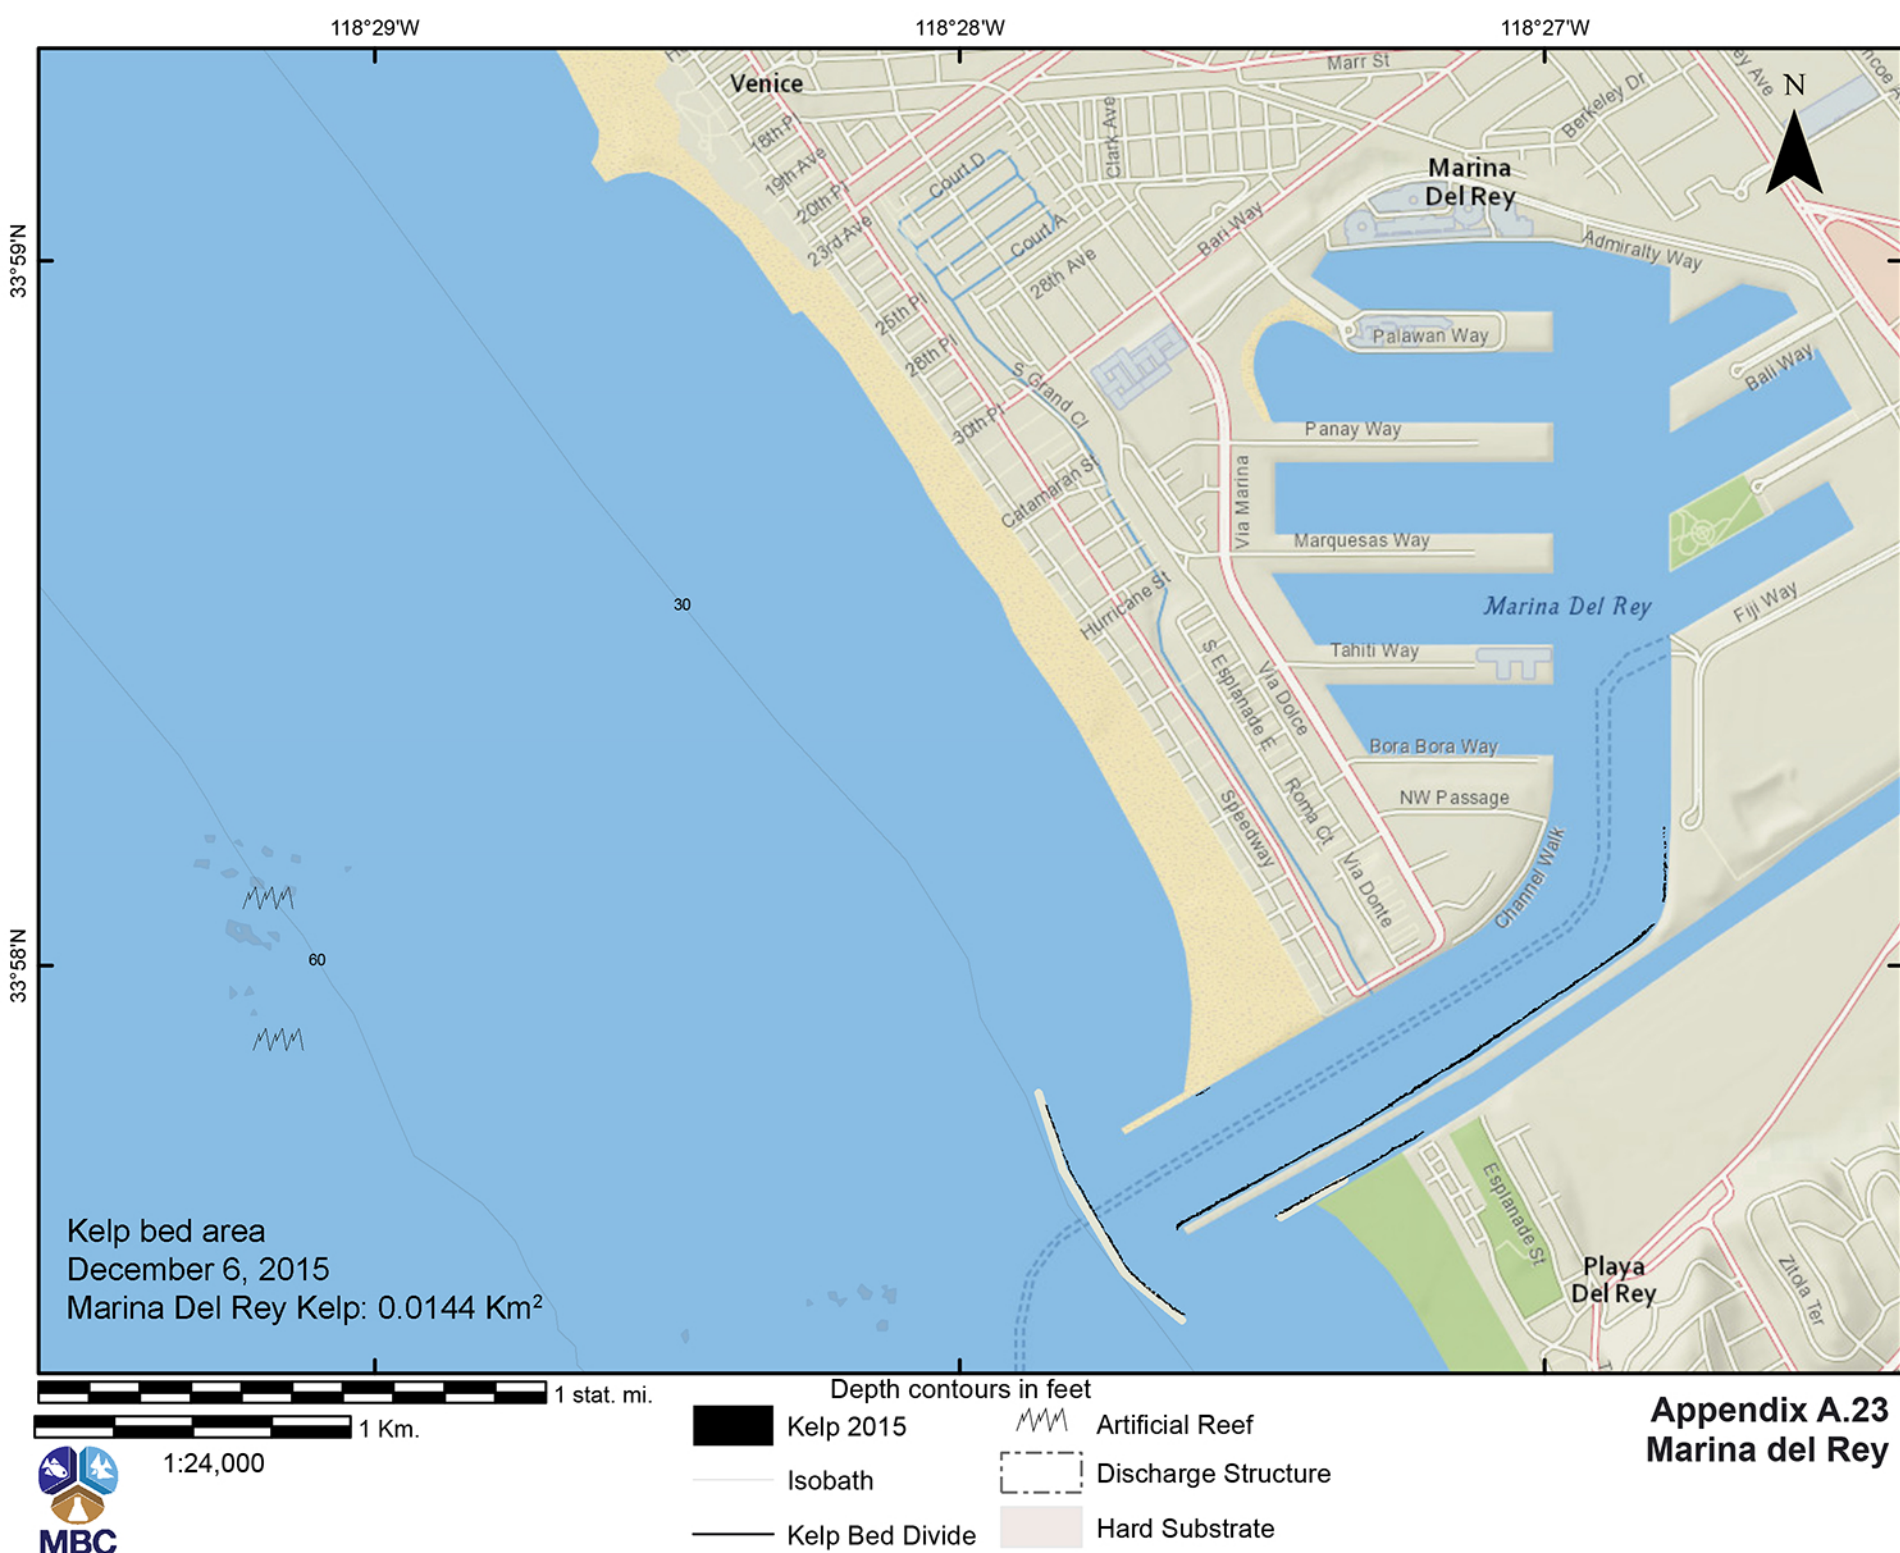 118°29'W
118°28'W
118°27'W
33°59'N
33°58'N
N
Venice
Marr St
Berkeley Dr
Clark Ave
18th Pl
19th Ave
20th Pl
23rd Ave
25th Pl
28th Pl
30th Pl
Court D
Court A
28th Ave
Bari Way
Marina
Del Rey
Admiralty Way
Palawan Way
Bali Way
S Grand Cl
Panay Way
Catamaran St
Via Marina
Marquesas Way
Hurricane St
Marina Del Rey
Fiji Way
Tahiti Way
S Esplanade E
Via Dolce
Bora Bora Way
NW Passage
Roma Ct
Speedway
Via Donte
Channel Walk
30
60
Esplanade St
Playa
Del Rey
Zitola Ter
Kelp bed area
December 6, 2015
Marina Del Rey Kelp: 0.0144 Km²
1 stat. mi.
1 Km.
1:24,000
MBC
Depth contours in feet
Kelp 2015
Isobath
Kelp Bed Divide
Artificial Reef
Discharge Structure
Hard Substrate
Appendix A.23
Marina del Rey